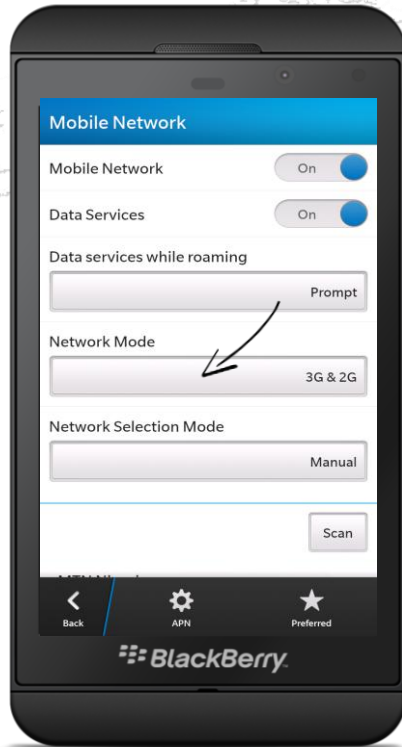 Mobile Network
Mobile Network On
Data Services On
Data services while roaming
Prompt
Network Mode
3G & 2G
Network Selection Mode
Manual
Scan
Back APN Preferred
BlackBerry